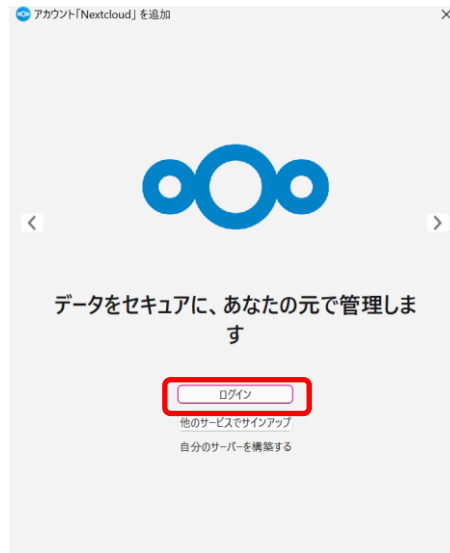 アカウント「Nextcloud」を追加
データをセキュアに、あなたの元で管理しま
す
ログイン
他のサービスでサインアップ
自分のサーバーを構築する